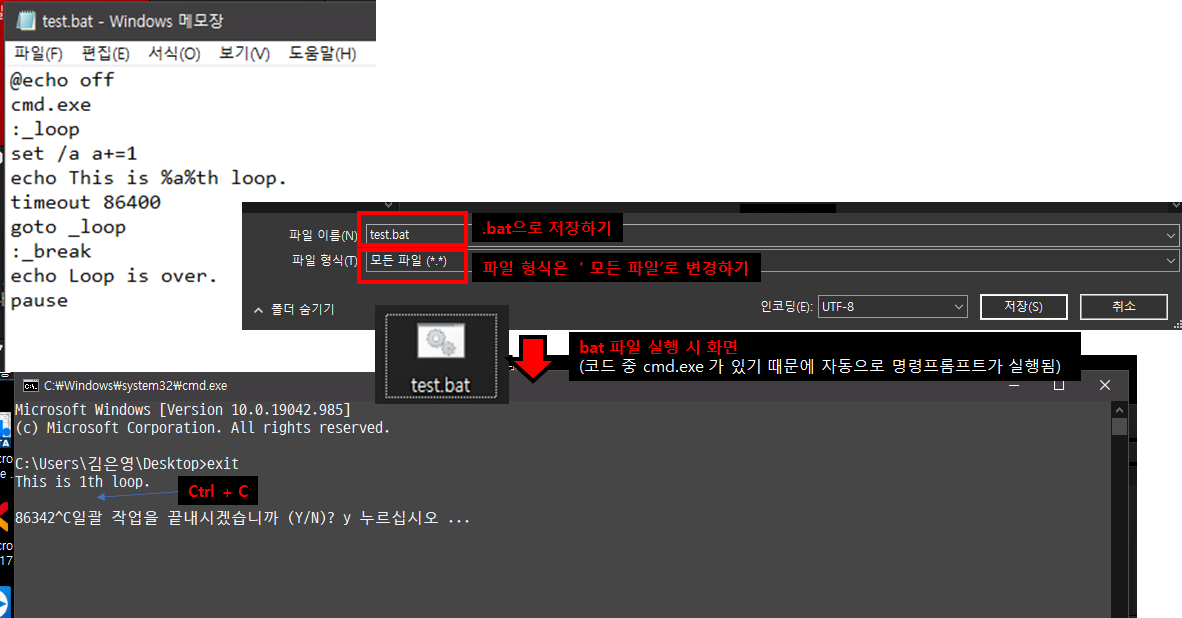 test.bat - Windows 메모장
파일(F) 편집(E) 서식(O) 보기(V) 도움말(H)
@echo off
cmd.exe
:_loop
set /a a+=1
echo This is %a%th loop.
timeout 86400
goto _loop
:_break
echo Loop is over.
pause
파일 이름(N) test.bat
.bat으로 저장하기
파일 형식(T) 모든 파일 (*.*)
파일 형식은 ' 모든 파일'로 변경하기
폴더 숨기기
인코딩(E): UTF-8
저장(S)
취소
test.bat
bat 파일 실행 시 화면
(코드 중 cmd.exe 가 있기 때문에 자동으로 명령프롬프트가 실행됨)
C:\Windows\system32\cmd.exe
Microsoft Windows [Version 10.0.19042.985]
(c) Microsoft Corporation. All rights reserved.
C:\Users\김은영\Desktop>exit
This is 1th loop.
Ctrl + C
86342^C일괄 작업을 끝내시겠습니까 (Y/N)? y 누르십시오 ...